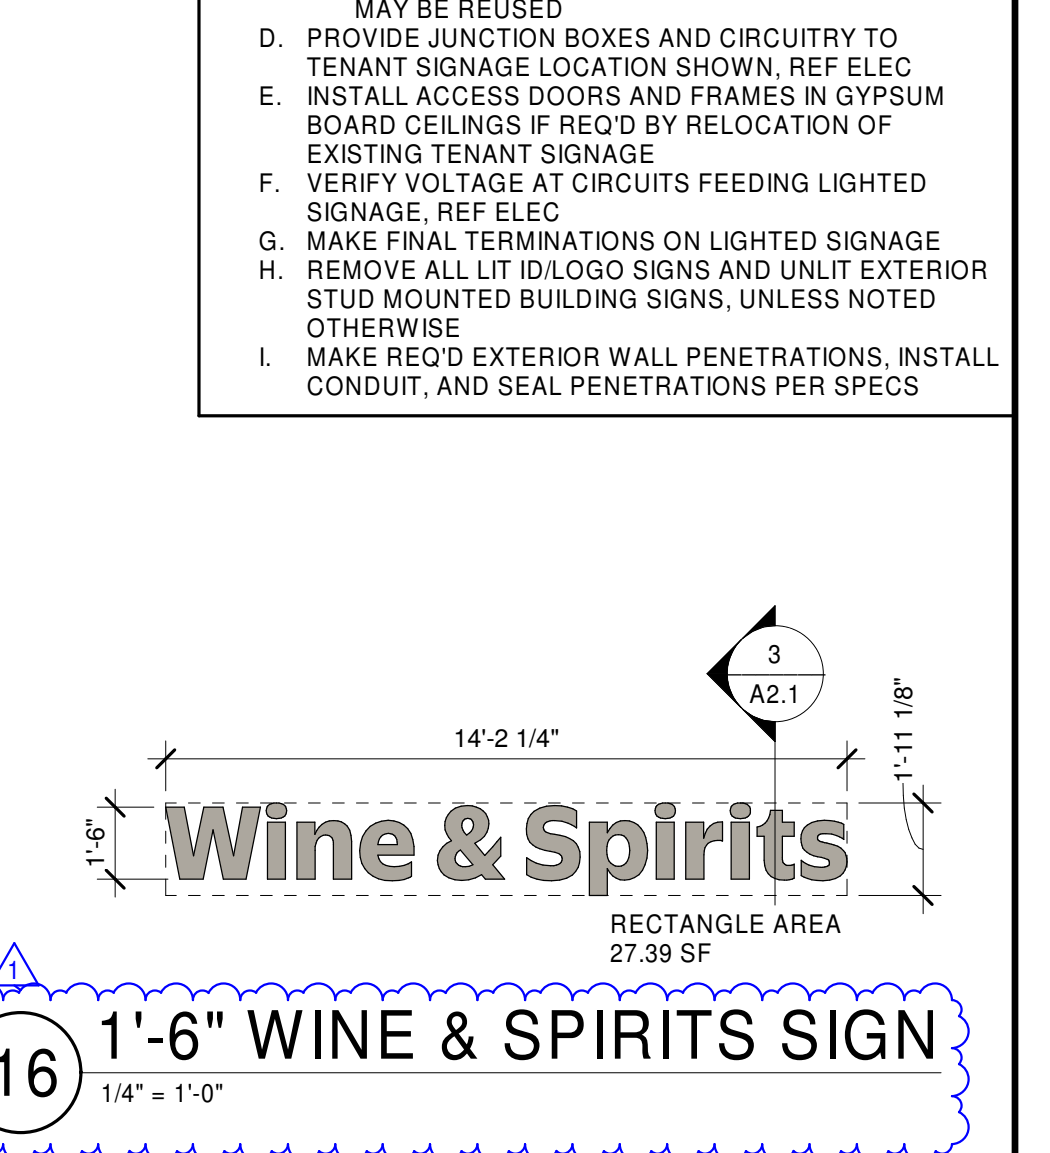 MAY BE REUSED
D. PROVIDE JUNCTION BOXES AND CIRCUITRY TO
TENANT SIGNAGE LOCATION SHOWN, REF ELEC
E. INSTALL ACCESS DOORS AND FRAMES IN GYPSUM
BOARD CEILINGS IF REQ'D BY RELOCATION OF
EXISTING TENANT SIGNAGE
F. VERIFY VOLTAGE AT CIRCUITS FEEDING LIGHTED
SIGNAGE, REF ELEC
G. MAKE FINAL TERMINATIONS ON LIGHTED SIGNAGE
H. REMOVE ALL LIT ID/LOGO SIGNS AND UNLIT EXTERIOR
STUD MOUNTED BUILDING SIGNS, UNLESS NOTED
OTHERWISE
I. MAKE REQ'D EXTERIOR WALL PENETRATIONS, INSTALL
CONDUIT, AND SEAL PENETRATIONS PER SPECS
3
A2.1
14'-2 1/4"
1'-11 1/8"
1'-6"
Wine & Spirits
RECTANGLE AREA
27.39 SF
1
16
1'-6" WINE & SPIRITS SIGN
1/4" = 1'-0"